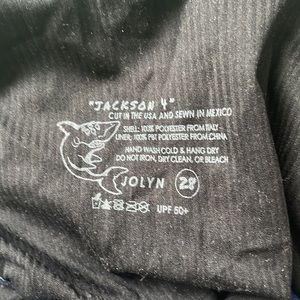 "JACKSON 4"
CUT IN THE USA AND SEWN IN MEXICO
SHELL: 100% POLYESTER FROM ITALY
LINER: 100% PBT POLYESTER FROM CHINA
HAND WASH COLD & HANG DRY
DO NOT IRON, DRY CLEAN, OR BLEACH
JOLYN 28
UPF 50+